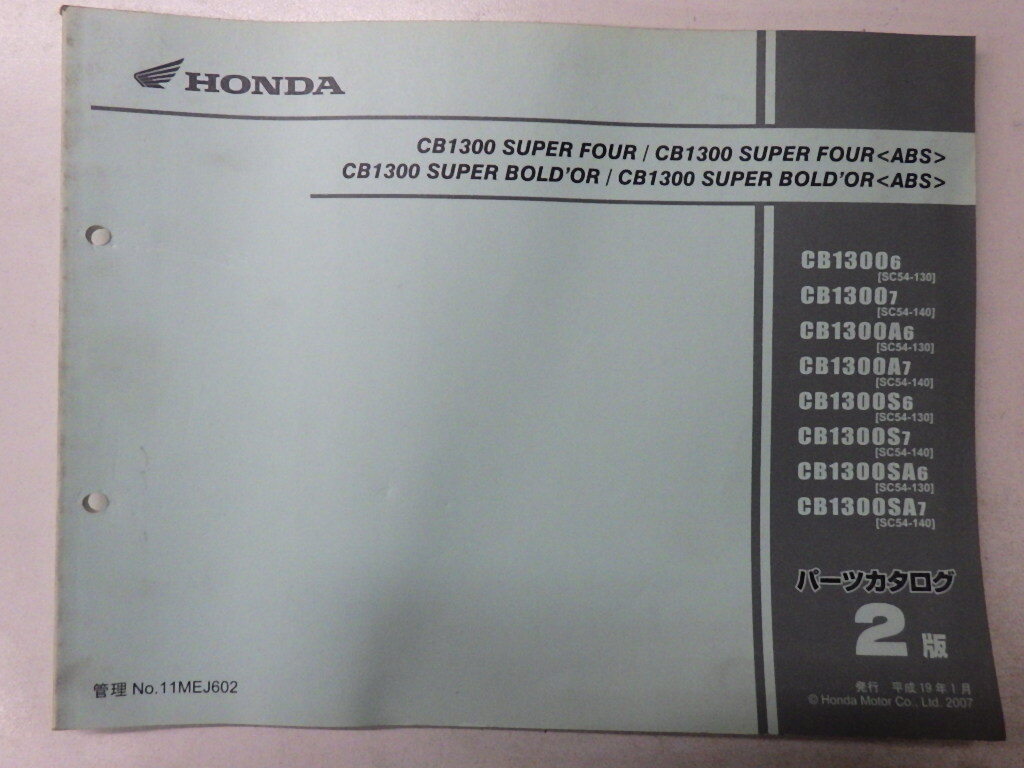 HONDA
CB1300 SUPER FOUR / CB1300 SUPER FOUR<ABS>
CB1300 SUPER BOLD'OR / CB1300 SUPER BOLD'OR<ABS>
CB13006
[SC54-130]
CB13007
[SC54-140]
CB1300A6
[SC54-130]
CB1300A7
[SC54-140]
CB1300S6
[SC54-130]
CB1300S7
[SC54-140]
CB1300SA6
[SC54-130]
CB1300SA7
[SC54-140]
パーツカタログ
2版
管理 No.11MEJ602
発行 平成19年1月
© Honda Motor Co., Ltd. 2007